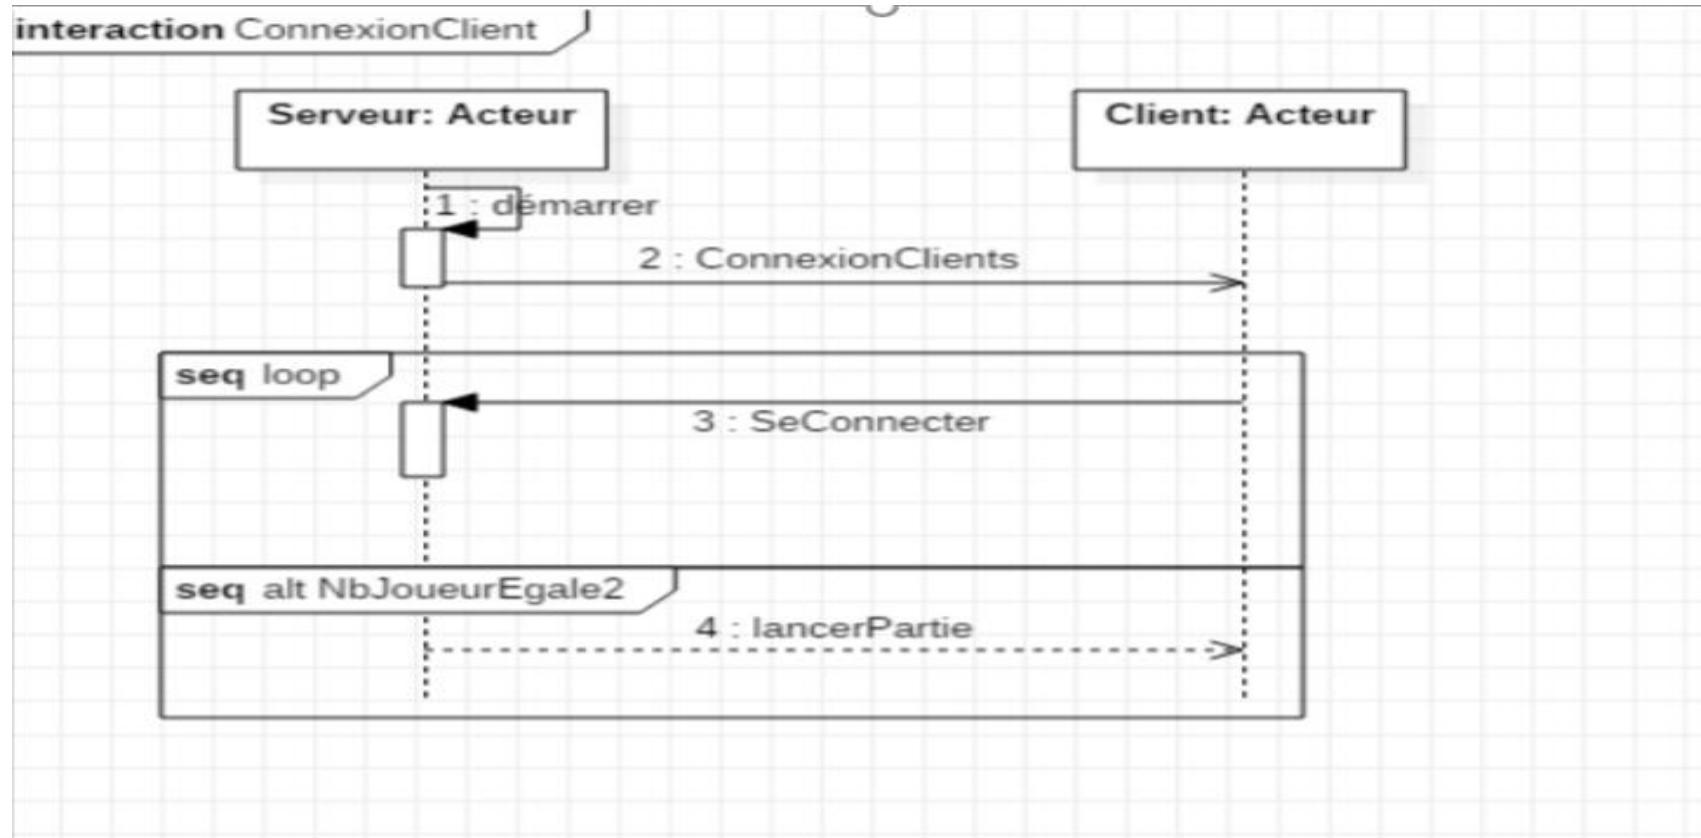 interaction ConnexionClient
Serveur: Acteur
Client: Acteur
1 : démarrer
2 : ConnexionClients
seq loop
3 : SeConnecter
seq alt NbJoueurEgale2
4 : lancerPartie